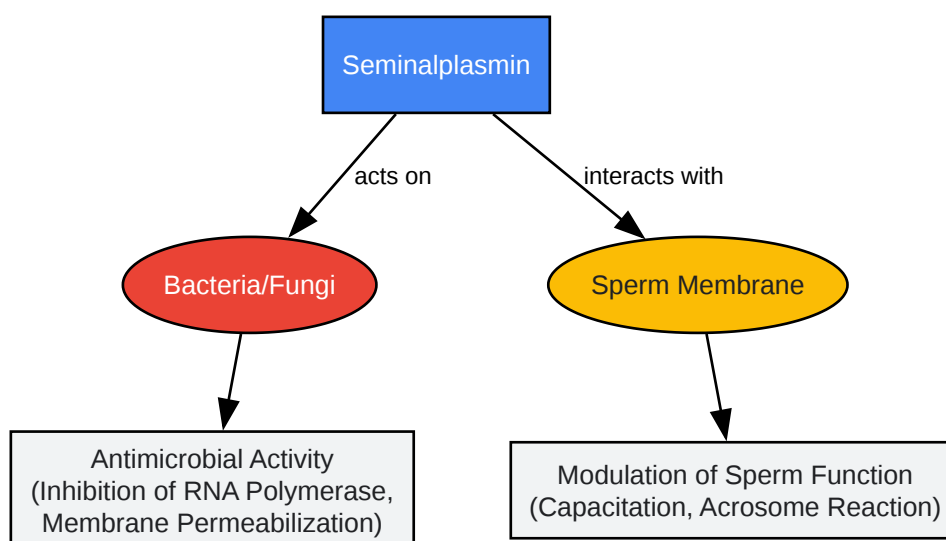 Seminalplasmin
acts on
interacts with
Bacteria/Fungi
Sperm Membrane
Antimicrobial Activity
(Inhibition of RNA Polymerase,
Membrane Permeabilization)
Modulation of Sperm Function
(Capacitation, Acrosome Reaction)